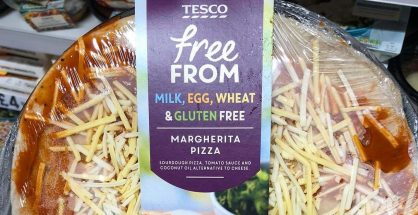 TESCO
free
FROM
MILK, EGG, WHEAT
& GLUTEN FREE
MARGHERITA
PIZZA
SOURDOUGH PIZZA, TOMATO SAUCE AND
COCONUT OIL ALTERNATIVE TO CHEESE.